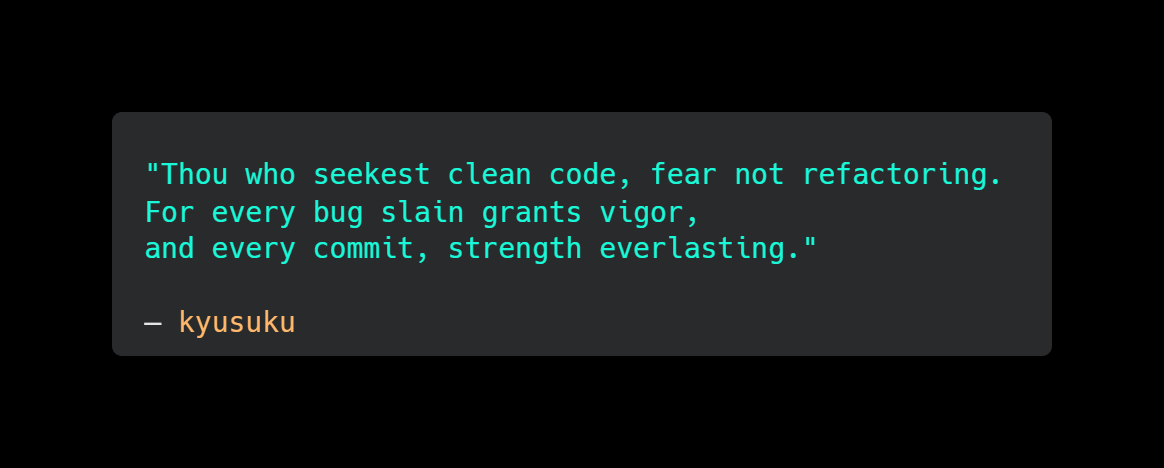 "Thou who seekest clean code, fear not refactoring.
For every bug slain grants vigor,
and every commit, strength everlasting."
— kyusuku